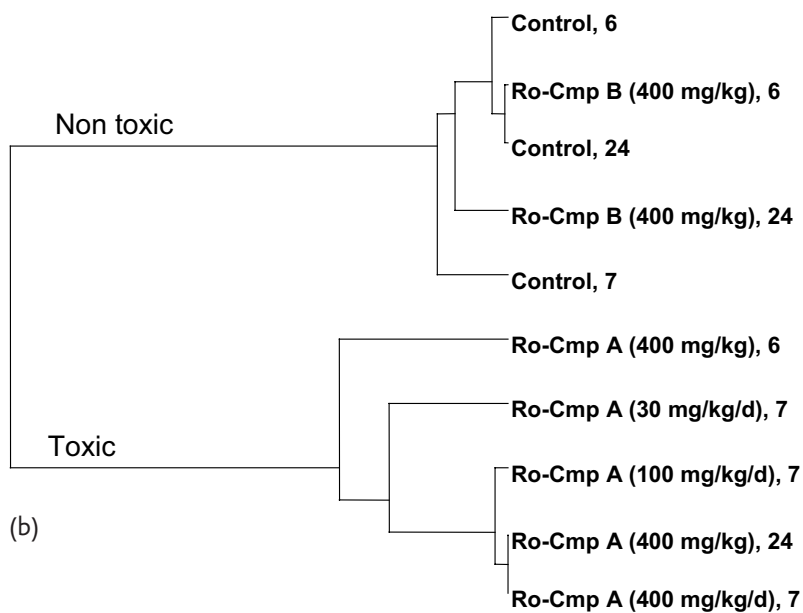 Control, 6
Ro-Cmp B (400 mg/kg), 6
Non toxic
Control, 24
Ro-Cmp B (400 mg/kg), 24
Control, 7
Ro-Cmp A (400 mg/kg), 6
Ro-Cmp A (30 mg/kg/d), 7
Toxic
Ro-Cmp A (100 mg/kg/d), 7
(b)
Ro-Cmp A (400 mg/kg), 24
Ro-Cmp A (400 mg/kg/d), 7